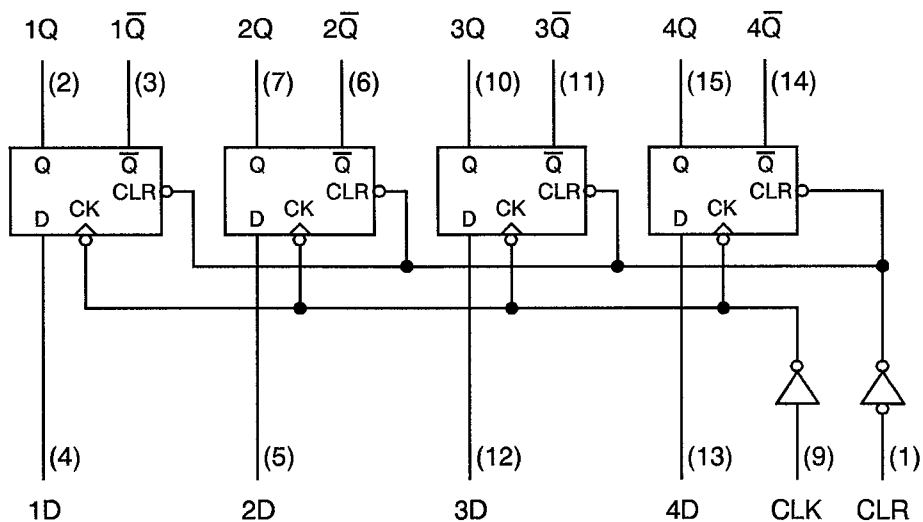 1Q 1Q̅ 2Q 2Q̅ 3Q 3Q̅ 4Q 4Q̅
(2) (3) (7) (6) (10) (11) (15) (14)
Q Q̅ Q Q̅ Q Q̅ Q Q̅
CLR CLR CLR CLR
D CK D CK D CK D CK
(4) (5) (12) (13) (9) (1)
1D 2D 3D 4D CLK CLR